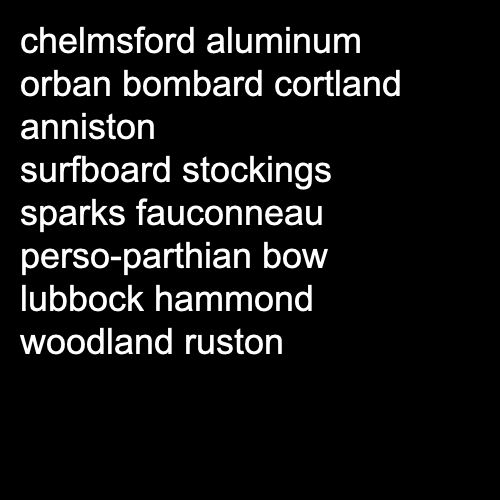 chelmsford aluminum
orban bombard cortland
anniston
surfboard stockings
sparks fauconneau
perso-parthian bow
lubbock hammond
woodland ruston